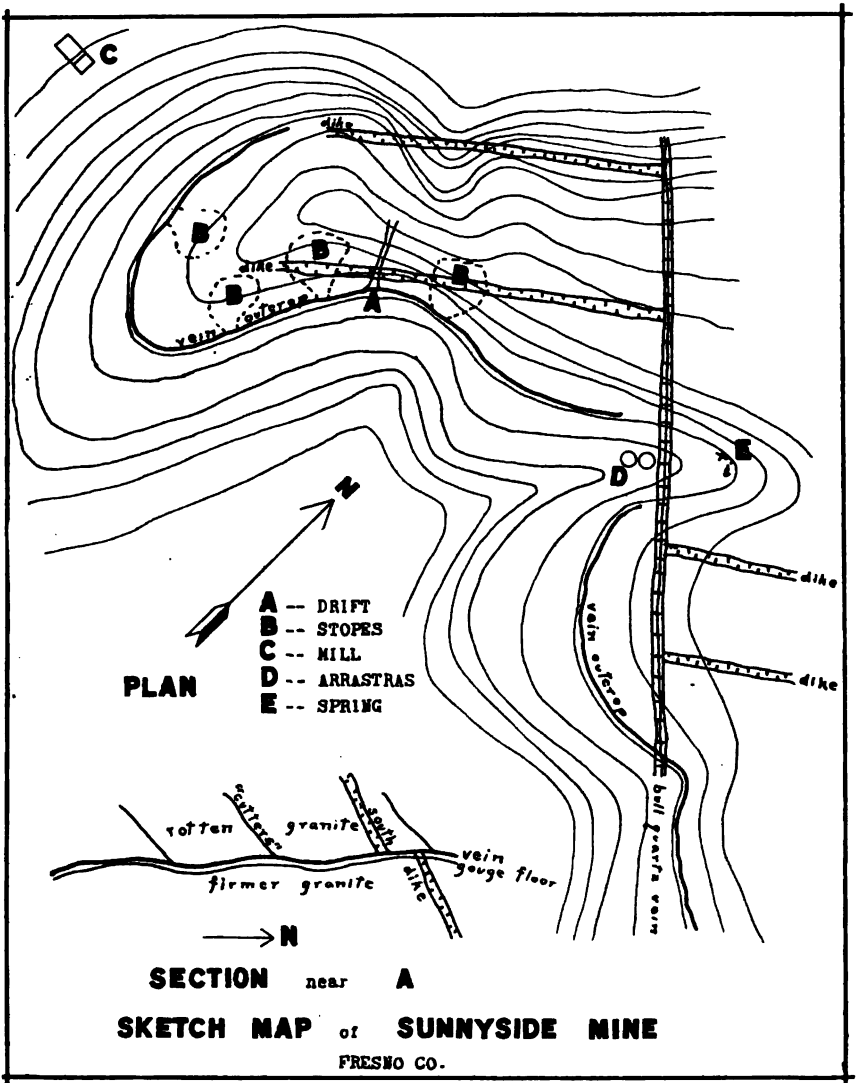 C
dike
B
B
dike
B
B
vein outcrop
A
E
D
N
A -- DRIFT
B -- STOPES
C -- MILL
D -- ARRASTRAS
E -- SPRING
PLAN
dike
vein outcrop
dike
bull quartz vein
"cutters"
rotten granite
south dike
vein
gouge floor
firmer granite
N
SECTION near A
SKETCH MAP of SUNNYSIDE MINE
FRESNO CO.